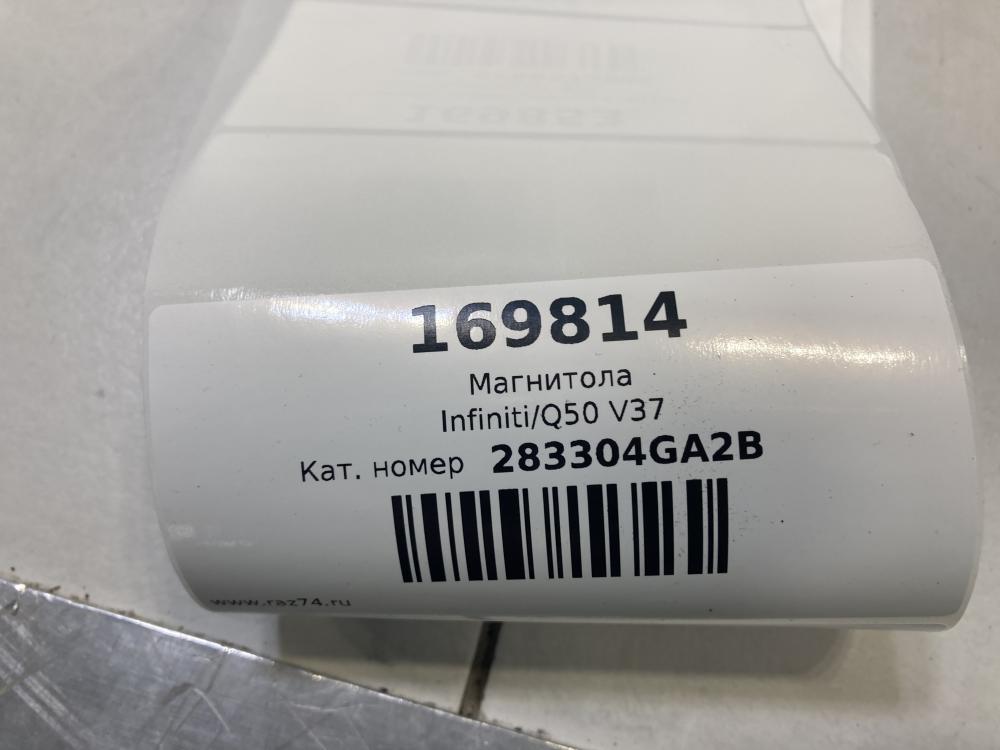 169814
Магнитола
Infiniti/Q50 V37
Кат. номер 283304GA2B
www.raz74.ru